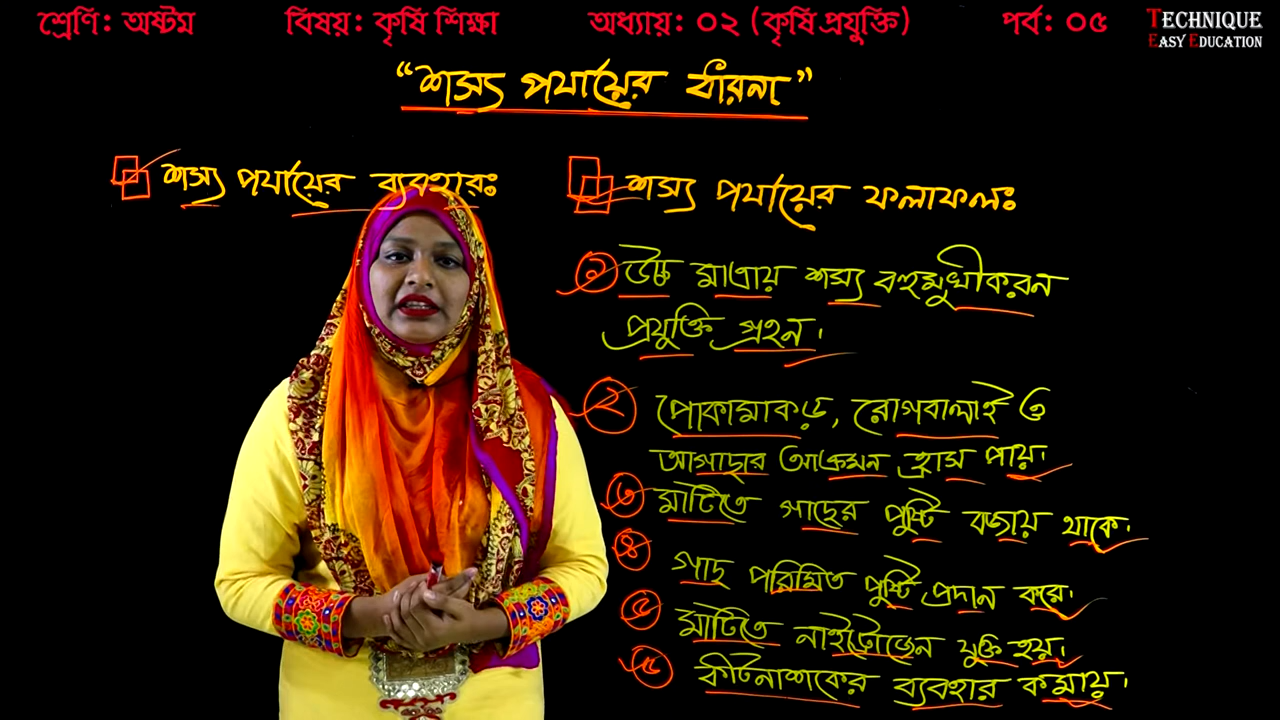 শ্রেণি: অষ্টম বিষয়: কৃষি শিক্ষা অধ্যায়: ০২ (কৃষি প্রযুক্তি) পর্ব: ০৫
TECHNIQUE
EASY EDUCATION
“শস্য পর্যায়ের ধারনা”
শস্য পর্যায়ের ব্যবহারঃ
শস্য পর্যায়ের ফলাফলঃ
১ উচ্চ মাত্রায় শস্য বহুমুখীকরন
প্রযুক্তি গ্রহন।
২ পোকামাকড়, রোগবালাই ও
আগাছার আক্রমন হ্রাস পায়।
৩ মাটিতে গাছের পুষ্টি বজায় থাকে।
৪ গাছ পরিমিত পুষ্টি প্রদান করে।
৫ মাটিতে নাইট্রোজেন যুক্তি হয়।
৬ কীটনাশকের ব্যবহার কমায়।